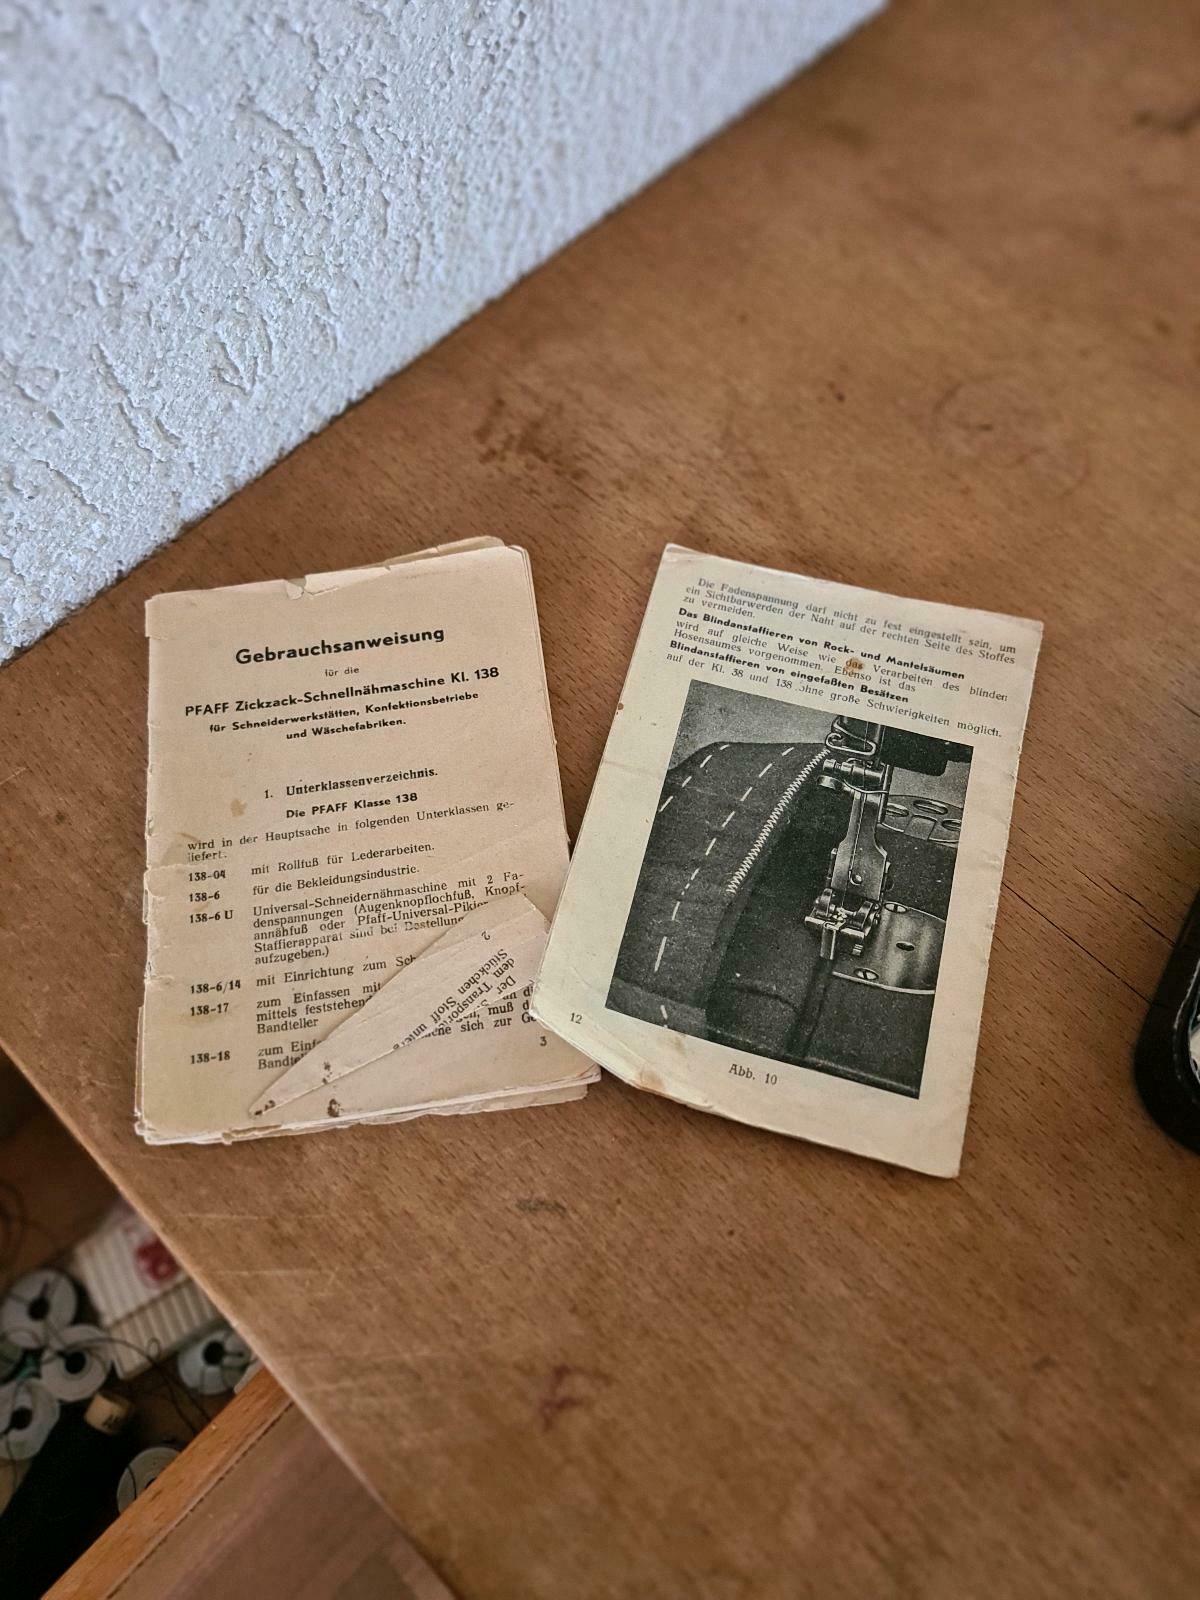 Gebrauchsanweisung
für die
PFAFF Zickzack-Schnellnähmaschine Kl. 138
für Schneiderwerkstätten, Konfektionsbetriebe
und Wäschefabriken.
1. Unterklassenverzeichnis.
Die PFAFF Klasse 138
wird in der Hauptsache in folgenden Unterklassen ge-
liefert:
138-04 mit Rollfuß für Lederarbeiten.
138-6 für die Bekleidungsindustrie.
138-6 U Universal-Schneidernähmaschine mit 2 Fa-
denspannungen (Augenknopflochfuß, Knopf-
annähfuß oder Pfaff-Universal-Pikier
Staffierapparat sind bei Bestellung
aufzugeben.)
138-6/14 mit Einrichtung zum Sch
138-17 zum Einfassen mit
mittels feststehend
Bandteller
138-18 zum Einf
Bandte
3
2
Der Transport
dem
Stückchen Stoff unter
muß d
sich zur Ge
Die Fadenspannung darf nicht zu fest eingestellt sein, um
ein Sichtbarwerden der Naht auf der rechten Seite des Stoffes
zu vermeiden.
Das Blindanstaffieren von Rock- und Mantelsäumen
wird auf gleiche Weise wie das Verarbeiten des blinden
Hosensaumes vorgenommen. Ebenso ist das
Blindanstaffieren von eingefaßten Besätzen
auf der Kl. 38 und 138 ohne große Schwierigkeiten möglich.
12
Abb. 10